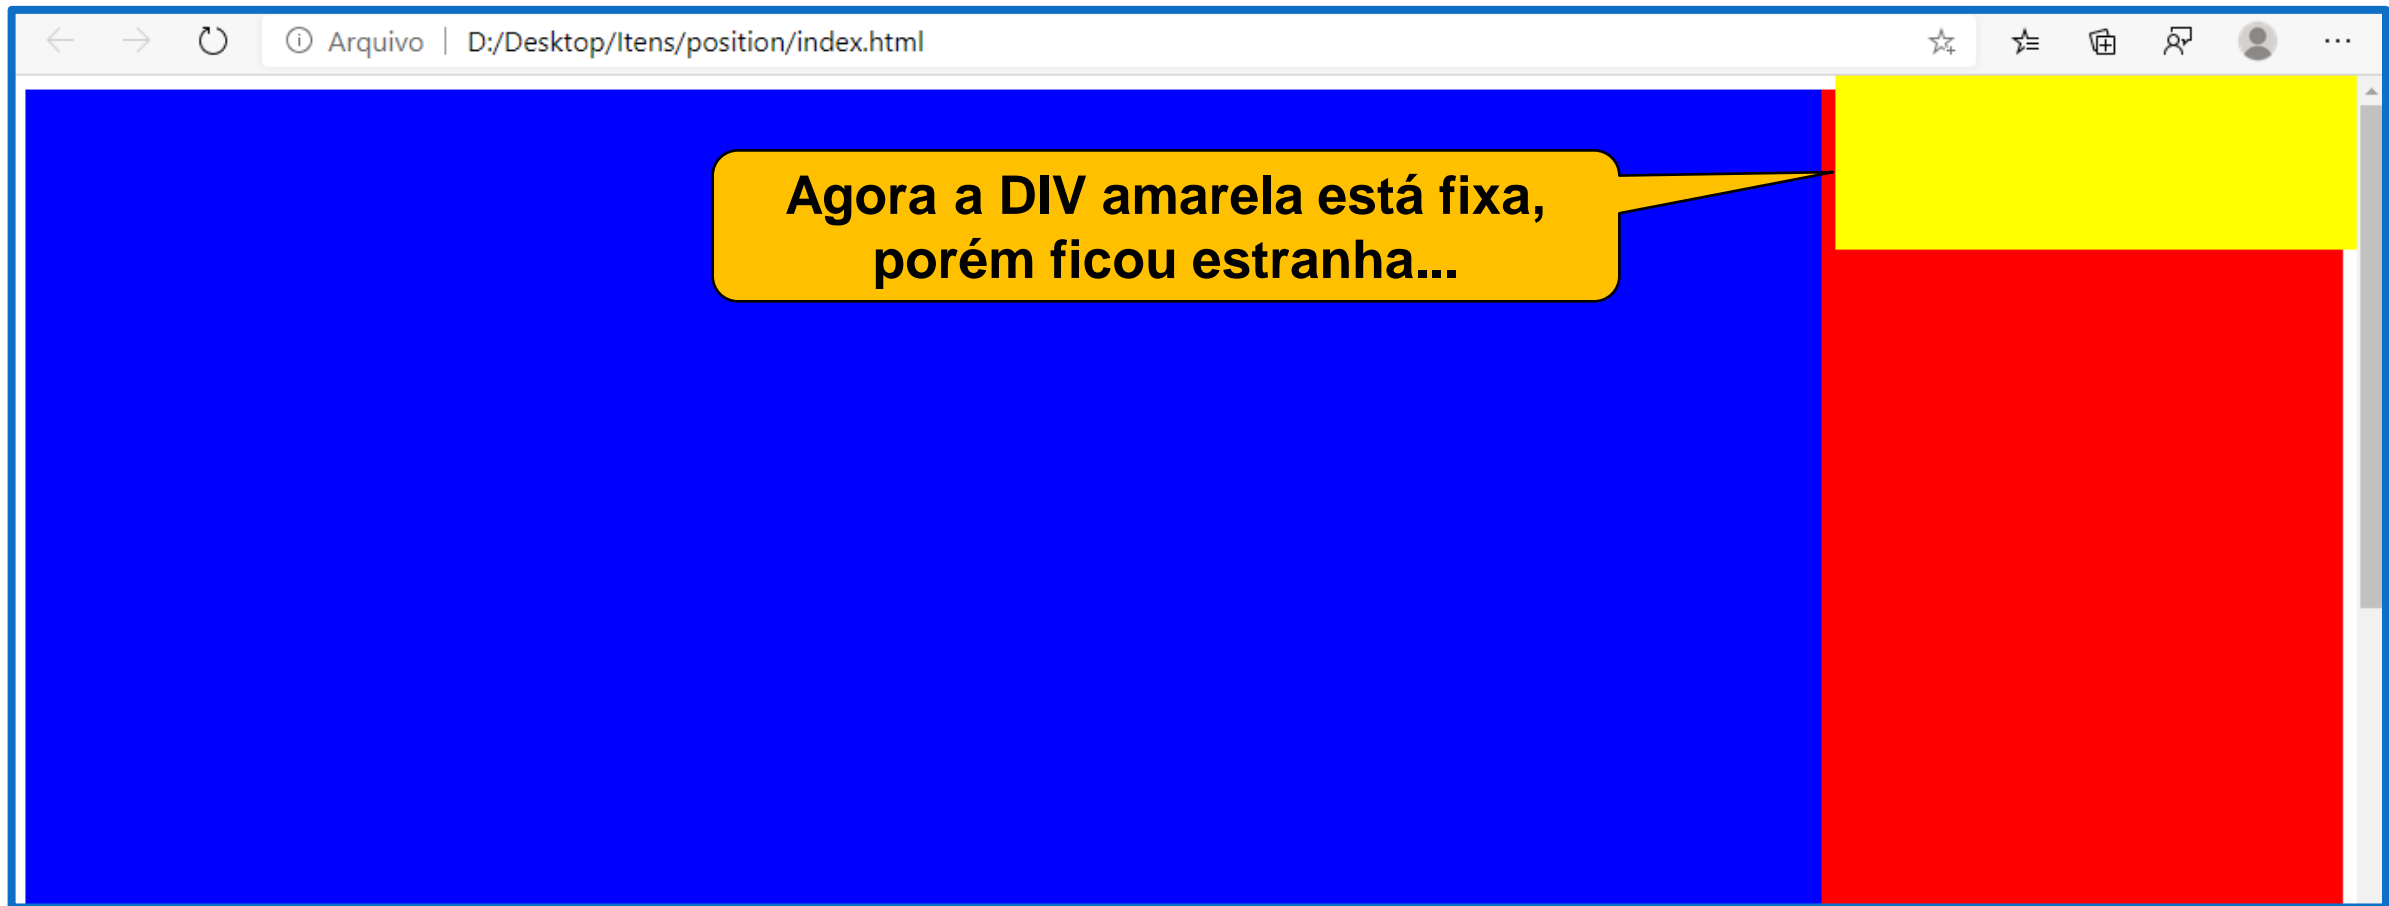 Arquivo D:/Desktop/Itens/position/index.html
Agora a DIV amarela está fixa,
porém ficou estranha...